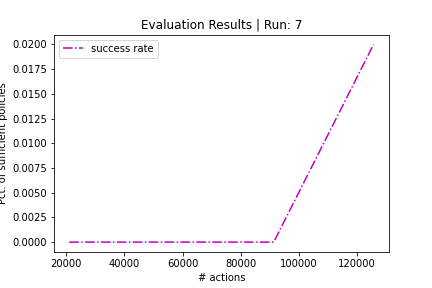 Evaluation Results | Run: 7
success rate
0.0200
0.0175
0.0150
0.0125
0.0100
0.0075
0.0050
0.0025
0.0000
Pct. of sufficient policies
20000 40000 60000 80000 100000 120000
# actions